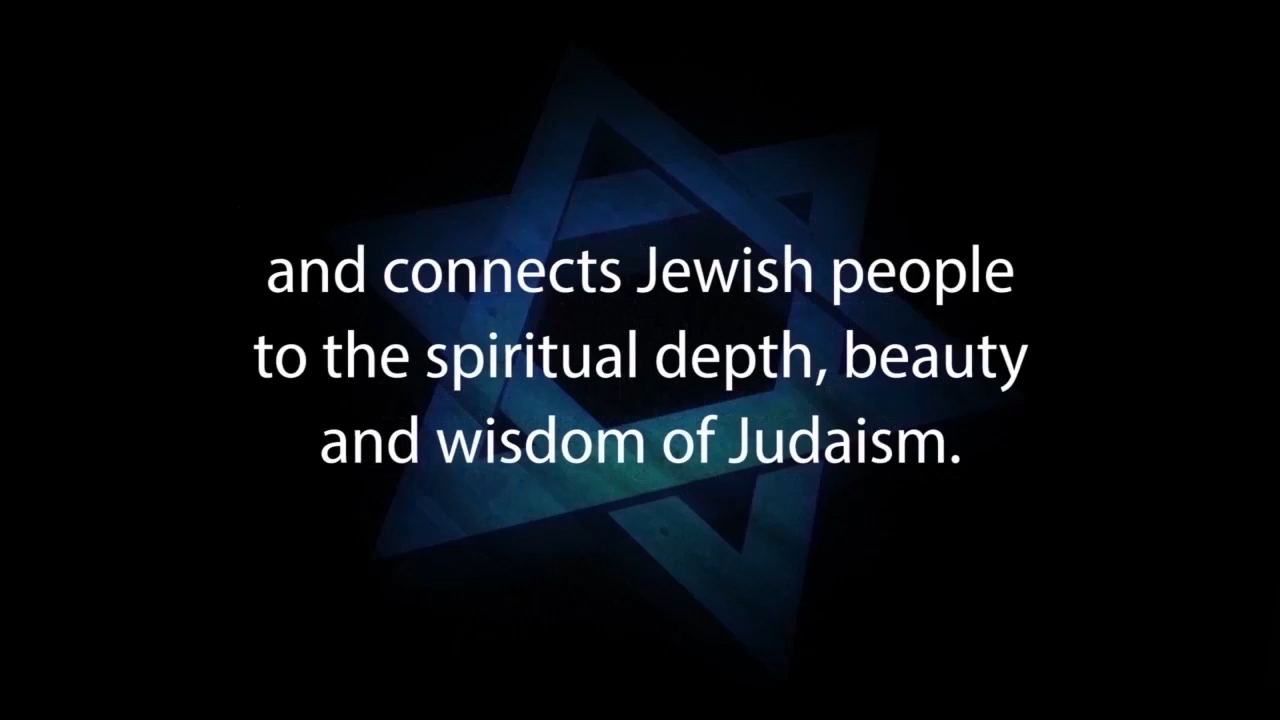 and connects Jewish people
to the spiritual depth, beauty
and wisdom of Judaism.